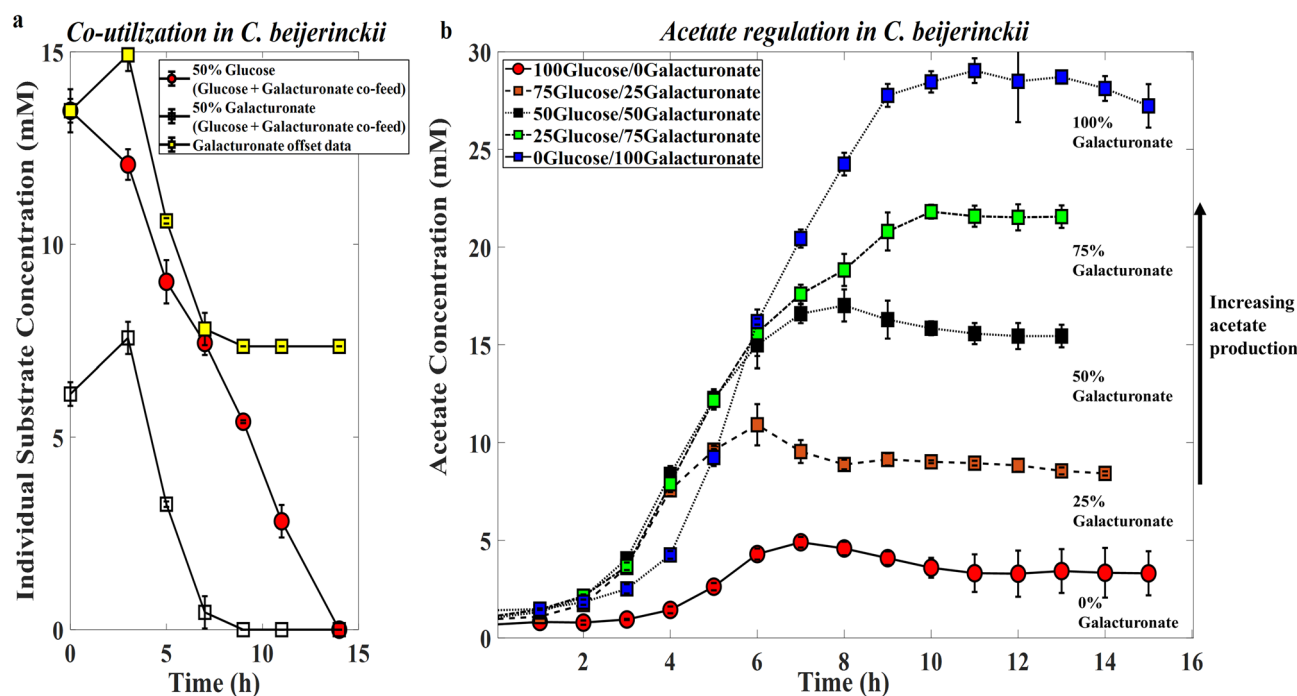 a
Co-utilization in C. beijerinckii
Individual Substrate Concentration (mM)
15
10
5
0
0
5
10
15
Time (h)
50% Glucose
(Glucose + Galacturonate co-feed)
50% Galacturonate
(Glucose + Galacturonate co-feed)
Galacturonate offset data
b
Acetate regulation in C. beijerinckii
Acetate Concentration (mM)
30
25
20
15
10
5
0
2
4
6
8
10
12
14
16
Time (h)
100Glucose/0Galacturonate
75Glucose/25Galacturonate
50Glucose/50Galacturonate
25Glucose/75Galacturonate
0Glucose/100Galacturonate
100%
Galacturonate
75%
Galacturonate
50%
Galacturonate
25%
Galacturonate
0%
Galacturonate
Increasing
acetate
production